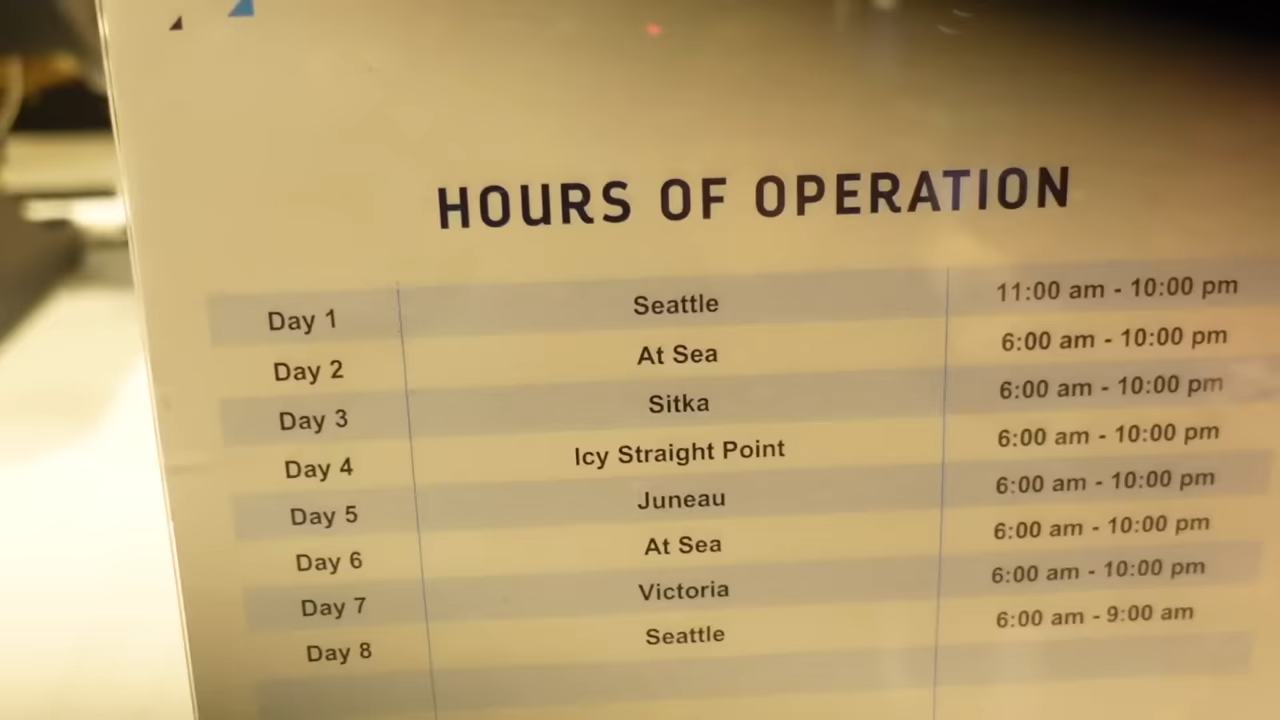 HOURS OF OPERATION
Day 1 Seattle 11:00 am - 10:00 pm
Day 2 At Sea 6:00 am - 10:00 pm
Day 3 Sitka 6:00 am - 10:00 pm
Day 4 Icy Straight Point 6:00 am - 10:00 pm
Day 5 Juneau 6:00 am - 10:00 pm
Day 6 At Sea 6:00 am - 10:00 pm
Day 7 Victoria 6:00 am - 10:00 pm
Day 8 Seattle 6:00 am - 9:00 am